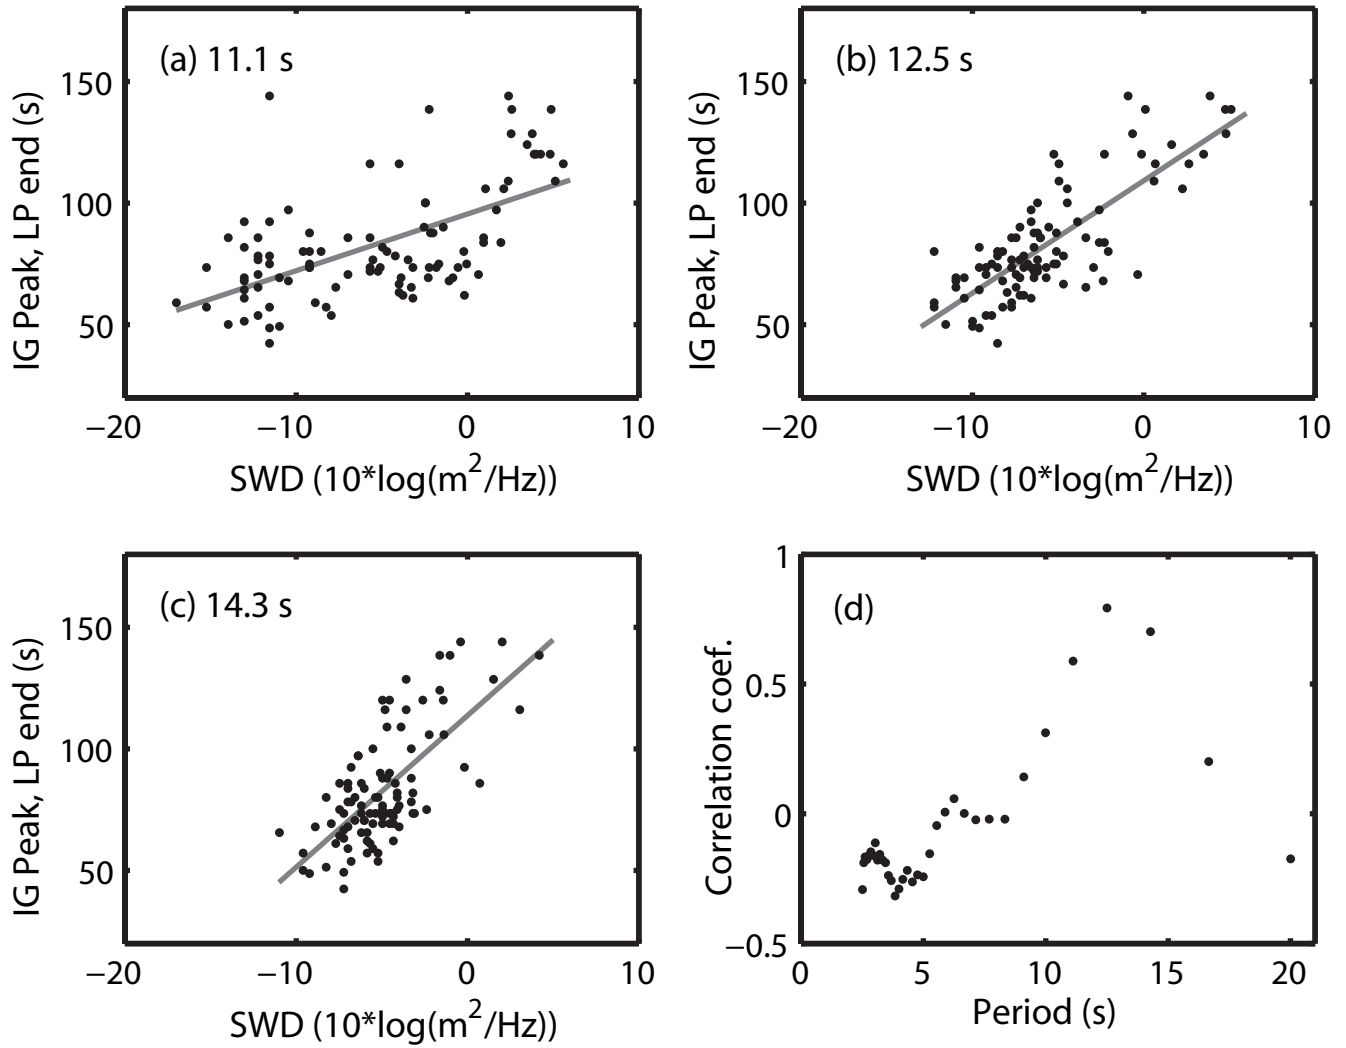 (a) 11.1 s
IG Peak, LP end (s)
150
100
50
−20 −10 0 10
SWD (10*log(m²/Hz))
(b) 12.5 s
IG Peak, LP end (s)
150
100
50
−20 −10 0 10
SWD (10*log(m²/Hz))
(c) 14.3 s
IG Peak, LP end (s)
150
100
50
−20 −10 0 10
SWD (10*log(m²/Hz))
(d)
Correlation coef.
1
0.5
0
−0.5
0 5 10 15 20
Period (s)